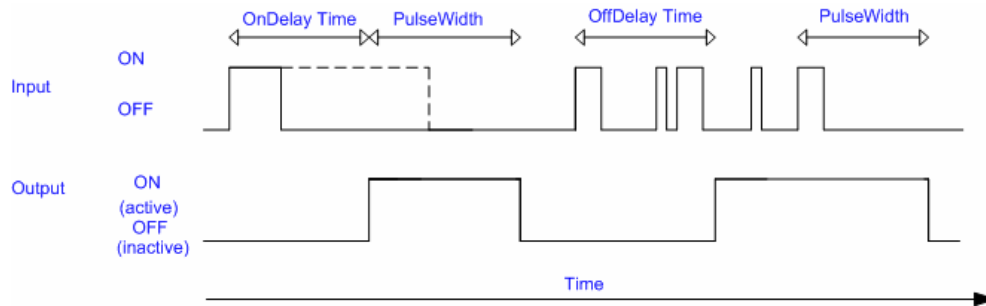 OnDelay Time
PulseWidth
OffDelay Time
PulseWidth
Input
ON
OFF
Output
ON
(active)
OFF
(inactive)
Time